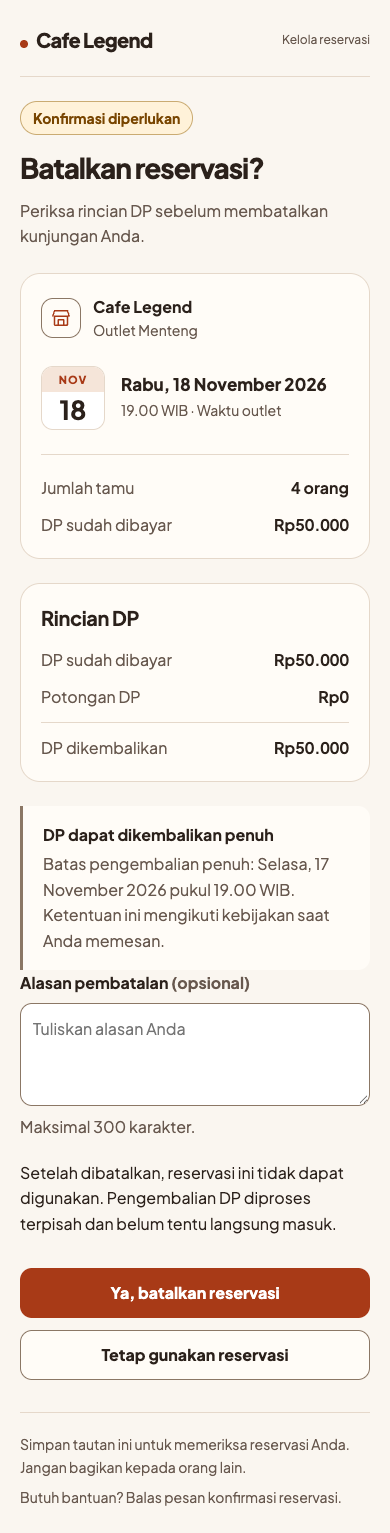 Cafe Legend
Kelola reservasi
Konfirmasi diperlukan
Batalkan reservasi?
Periksa rincian DP sebelum membatalkan
kunjungan Anda.
Cafe Legend
Outlet Menteng
NOV
18
Rabu, 18 November 2026
19.00 WIB · Waktu outlet
Jumlah tamu
4 orang
DP sudah dibayar
Rp50.000
Rincian DP
DP sudah dibayar
Rp50.000
Potongan DP
Rp0
DP dikembalikan
Rp50.000
DP dapat dikembalikan penuh
Batas pengembalian penuh: Selasa, 17
November 2026 pukul 19.00 WIB.
Ketentuan ini mengikuti kebijakan saat
Anda memesan.
Alasan pembatalan (opsional)
Tuliskan alasan Anda
Maksimal 300 karakter.
Setelah dibatalkan, reservasi ini tidak dapat
digunakan. Pengembalian DP diproses
terpisah dan belum tentu langsung masuk.
Ya, batalkan reservasi
Tetap gunakan reservasi
Simpan tautan ini untuk memeriksa reservasi Anda.
Jangan bagikan kepada orang lain.
Butuh bantuan? Balas pesan konfirmasi reservasi.